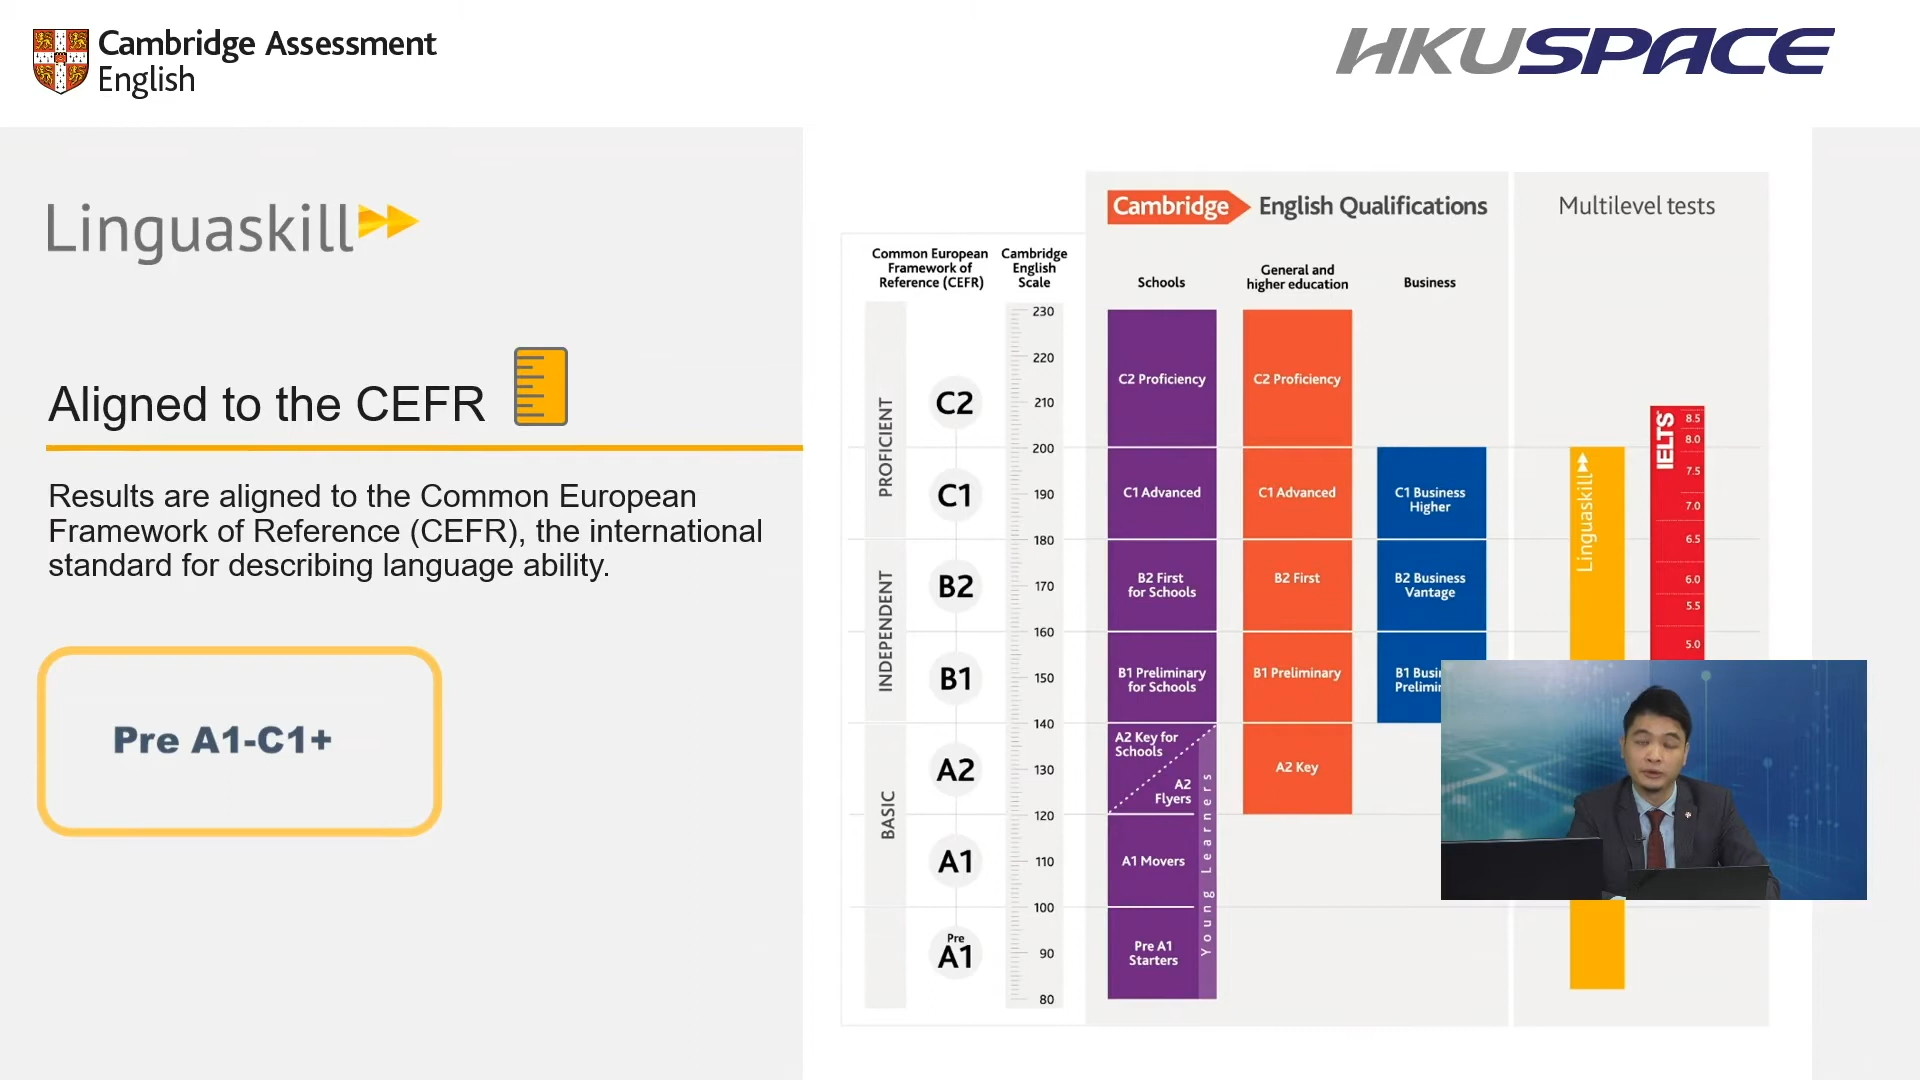 Cambridge Assessment
English
HKUSPACE
Linguaskill
Aligned to the CEFR
Results are aligned to the Common European
Framework of Reference (CEFR), the international
standard for describing language ability.
Pre A1-C1+
Cambridge English Qualifications
Multilevel tests
Common European
Framework of
Reference (CEFR)
Cambridge
English
Scale
Schools
General and
higher education
Business
PROFICIENT
INDEPENDENT
BASIC
C2
C1
B2
B1
A2
A1
Pre
A1
230
220
210
200
190
180
170
160
150
140
130
120
110
100
90
80
C2 Proficiency
C1 Advanced
B2 First
for Schools
B1 Preliminary
for Schools
A2 Key for
Schools
A2
Flyers
A1 Movers
Pre A1
Starters
Young Learners
C2 Proficiency
C1 Advanced
B2 First
B1 Preliminary
A2 Key
C1 Business
Higher
B2 Business
Vantage
B1
Linguaskill
IELTS
8.5
8.0
7.5
7.0
6.5
6.0
5.5
5.0